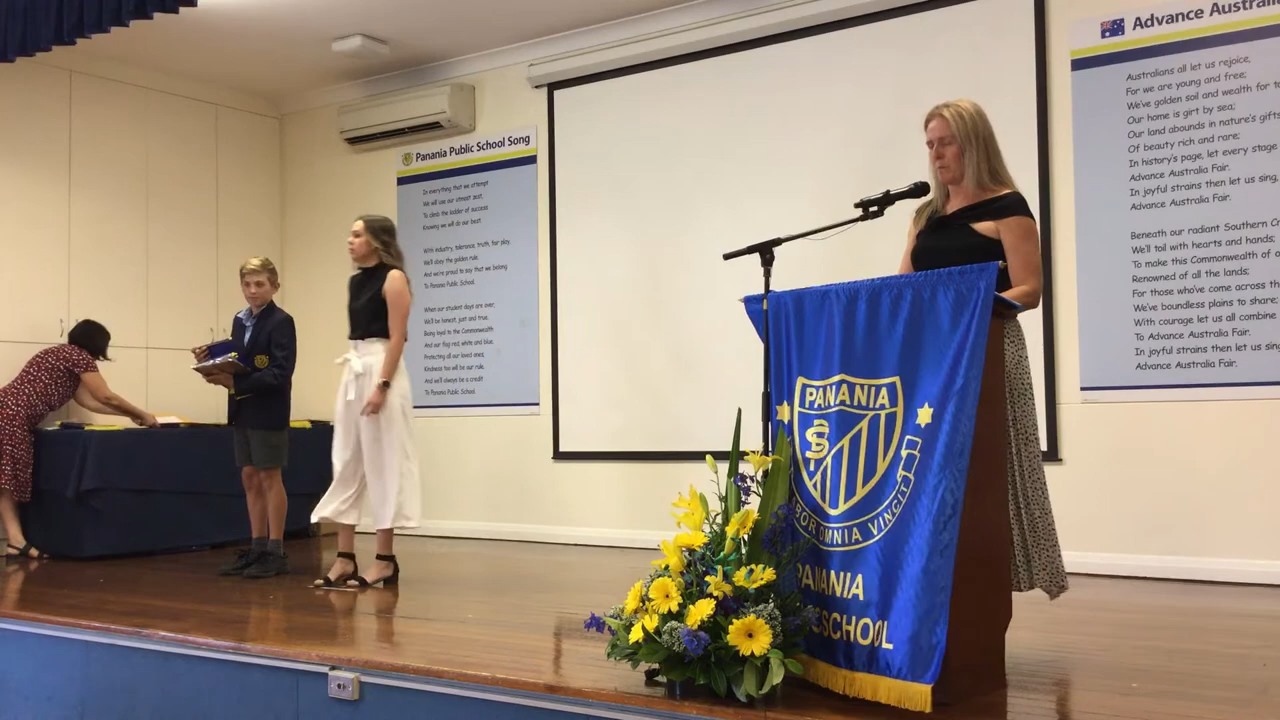 Panania Public School Song
In everything that we attempt
We will use our utmost zest.
To climb the ladder of success
Knowing we will do our best.
With industry, tolerance, truth, fair play,
We'll obey the golden rule.
And we're proud to say that we belong
To Panania Public School.
When our student days are over,
We'll be honest, just and true.
Being loyal to the Commonwealth
And our flag red, white and blue.
Protecting all our loved ones,
Kindness too will be our rule.
And we'll always be a credit
To Panania Public School.
Advance Australia
Australians all let us rejoice,
For we are young and free;
We've golden soil and wealth for
Our home is girt by sea;
Our land abounds in nature's gifts
Of beauty rich and rare;
In history's page, let every stage
Advance Australia Fair.
In joyful strains then let us sing,
Advance Australia Fair.
Beneath our radiant Southern
We'll toil with hearts and hands;
To make this Commonwealth of
Renowned of all the lands;
For those who've come across
We've boundless plains to share;
With courage let us all combine
To Advance Australia Fair.
In joyful strains then let us
Advance Australia Fair.
PANANIA
PS
LABOR OMNIA VINCIT
PANANIA
SCHOOL